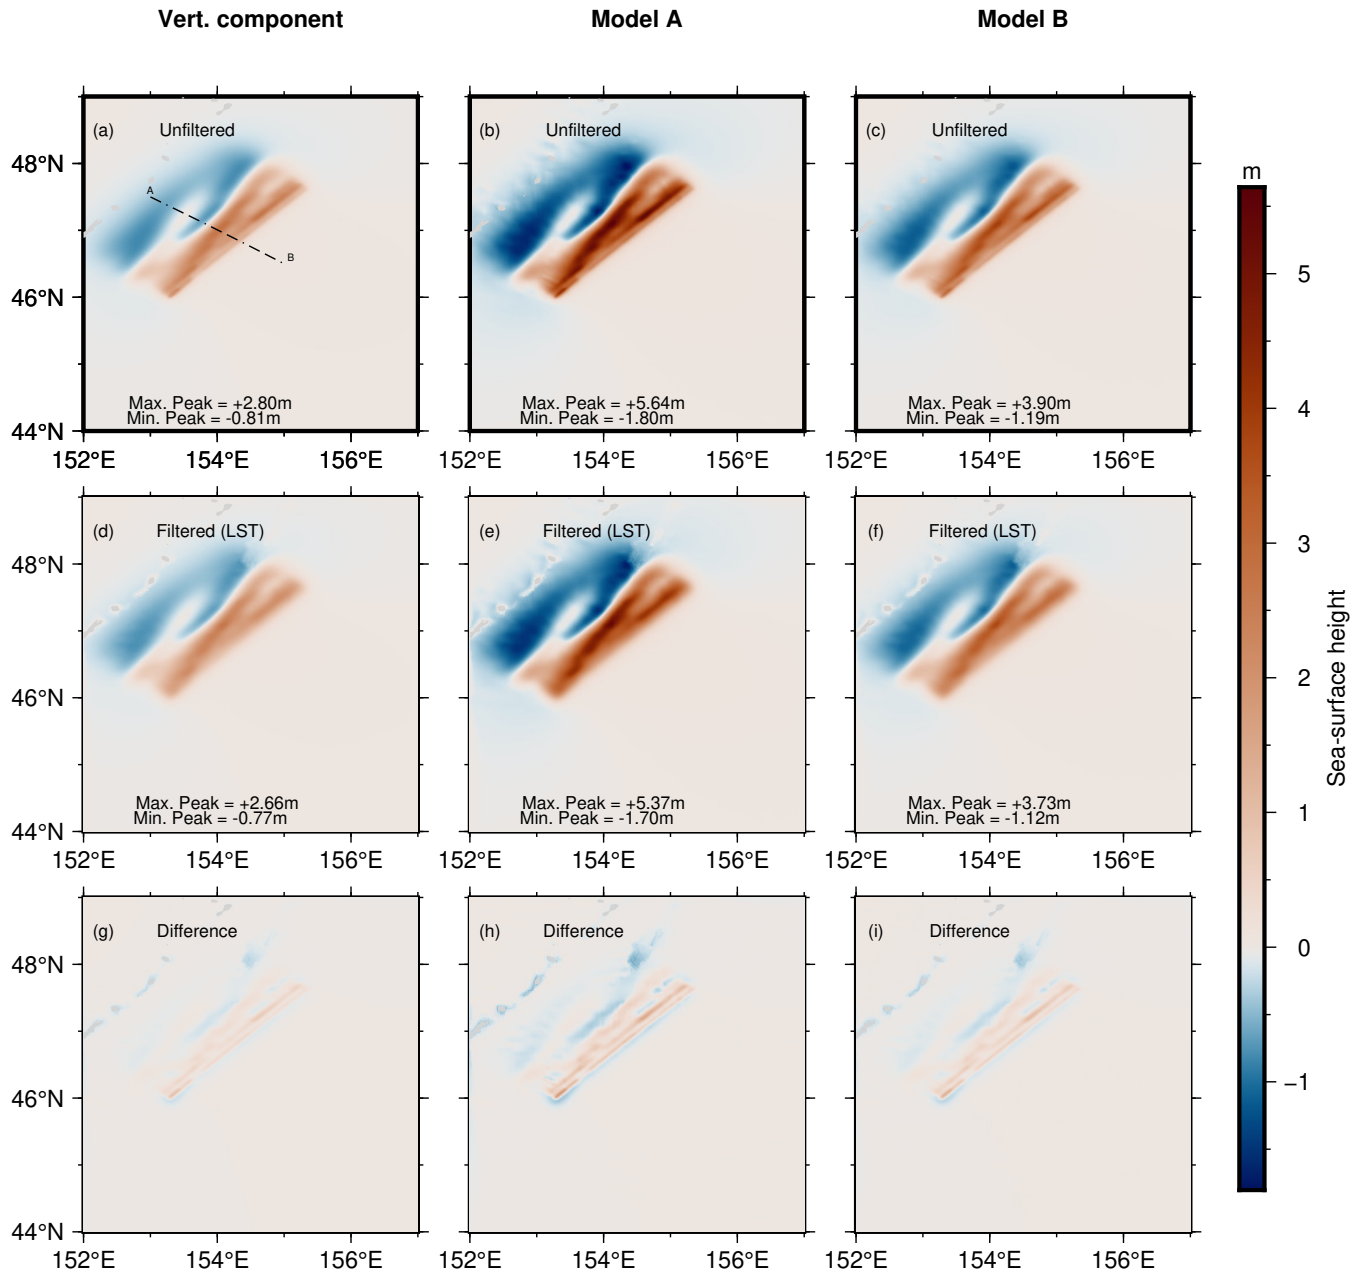 Vert. component Model A Model B
(a) Unfiltered (b) Unfiltered (c) Unfiltered
48°N
A
B
46°N
Max. Peak = +2.80m Max. Peak = +5.64m Max. Peak = +3.90m
Min. Peak = -0.81m Min. Peak = -1.80m Min. Peak = -1.19m
44°N
152°E 154°E 156°E 152°E 154°E 156°E 152°E 154°E 156°E
(d) Filtered (LST) (e) Filtered (LST) (f) Filtered (LST)
48°N
46°N
Max. Peak = +2.66m Max. Peak = +5.37m Max. Peak = +3.73m
Min. Peak = -0.77m Min. Peak = -1.70m Min. Peak = -1.12m
44°N
152°E 154°E 156°E 152°E 154°E 156°E 152°E 154°E 156°E
(g) Difference (h) Difference (i) Difference
48°N
46°N
44°N
152°E 154°E 156°E 152°E 154°E 156°E 152°E 154°E 156°E
m
5
4
3
2
1
0
−1
Sea-surface height